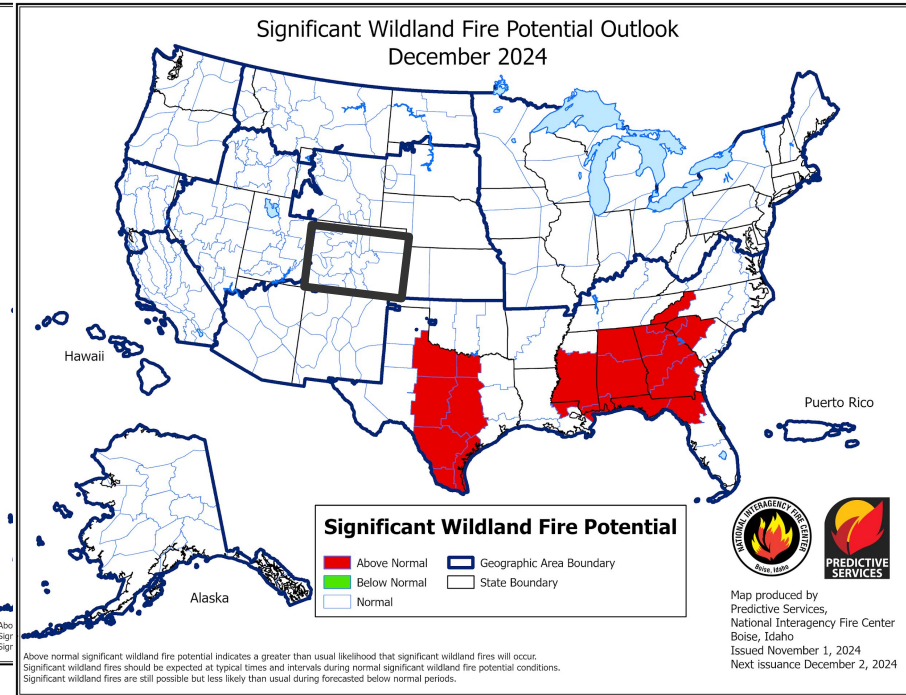 Significant Wildland Fire Potential Outlook
December 2024
Hawaii
Puerto Rico
Alaska
Significant Wildland Fire Potential
Above Normal
Below Normal
Normal
Geographic Area Boundary
State Boundary
NATIONAL INTERAGENCY FIRE CENTER
Boise, Idaho
PREDICTIVE
SERVICES
Map produced by
Predictive Services,
National Interagency Fire Center
Boise, Idaho
Issued November 1, 2024
Next issuance December 2, 2024
Abo
Sigr
Sigr
Above normal significant wildland fire potential indicates a greater than usual likelihood that significant wildland fires will occur.
Significant wildland fires should be expected at typical times and intervals during normal significant wildland fire potential conditions.
Significant wildland fires are still possible but less likely than usual during forecasted below normal periods.